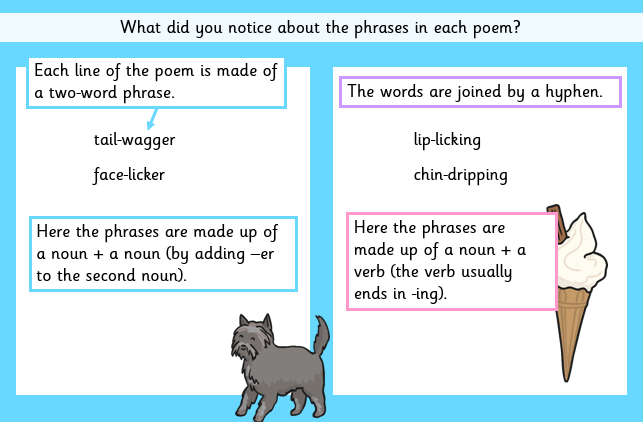 What did you notice about the phrases in each poem?
Each line of the poem is made of
a two-word phrase.
tail-wagger
face-licker
Here the phrases are made up of
a noun + a noun (by adding –er
to the second noun).
The words are joined by a hyphen.
lip-licking
chin-dripping
Here the phrases are
made up of a noun + a
verb (the verb usually
ends in -ing).